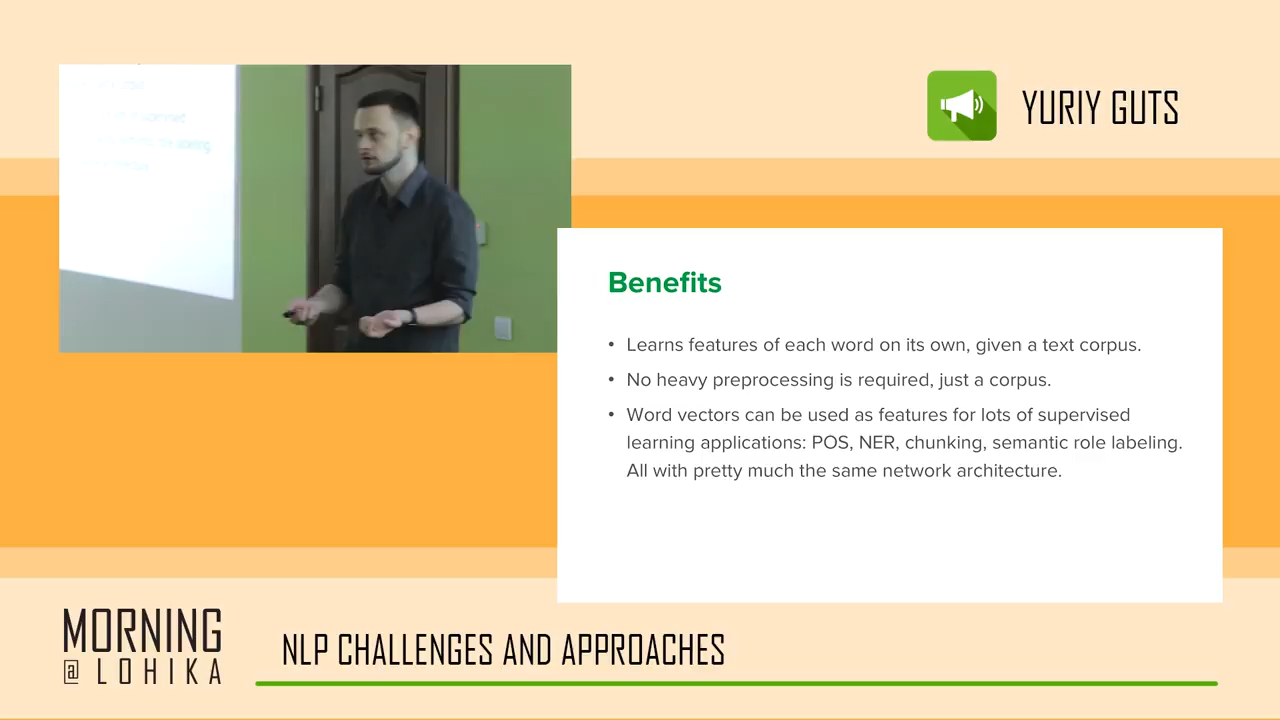 YURIY GUTS
Benefits
• Learns features of each word on its own, given a text corpus.
• No heavy preprocessing is required, just a corpus.
• Word vectors can be used as features for lots of supervised
learning applications: POS, NER, chunking, semantic role labeling.
All with pretty much the same network architecture.
MORNING
@ LOHIKA
NLP CHALLENGES AND APPROACHES